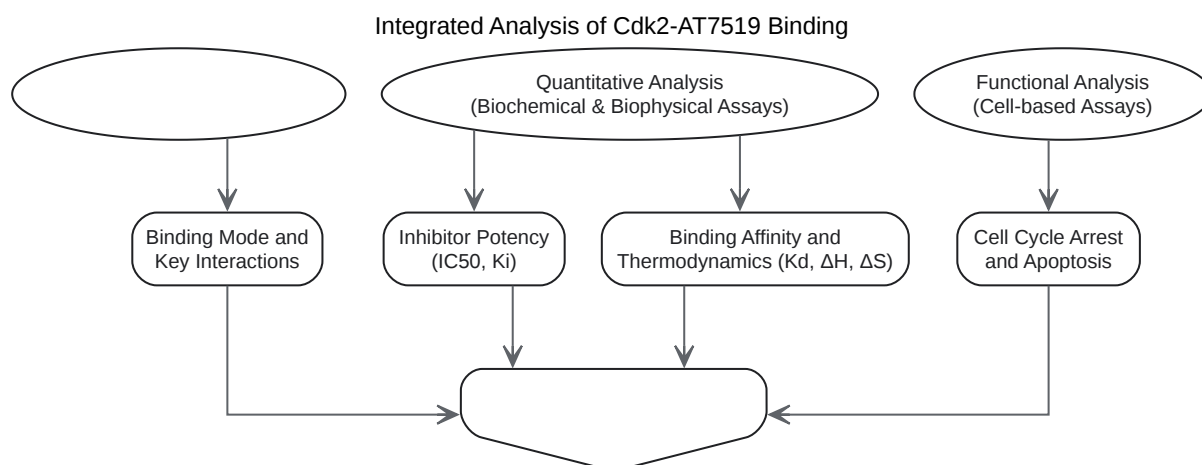 Integrated Analysis of Cdk2-AT7519 Binding
Quantitative Analysis
(Biochemical & Biophysical Assays)
Functional Analysis
(Cell-based Assays)
Binding Mode and
Key Interactions
Inhibitor Potency
(IC50, Ki)
Binding Affinity and
Thermodynamics (Kd, ΔH, ΔS)
Cell Cycle Arrest
and Apoptosis